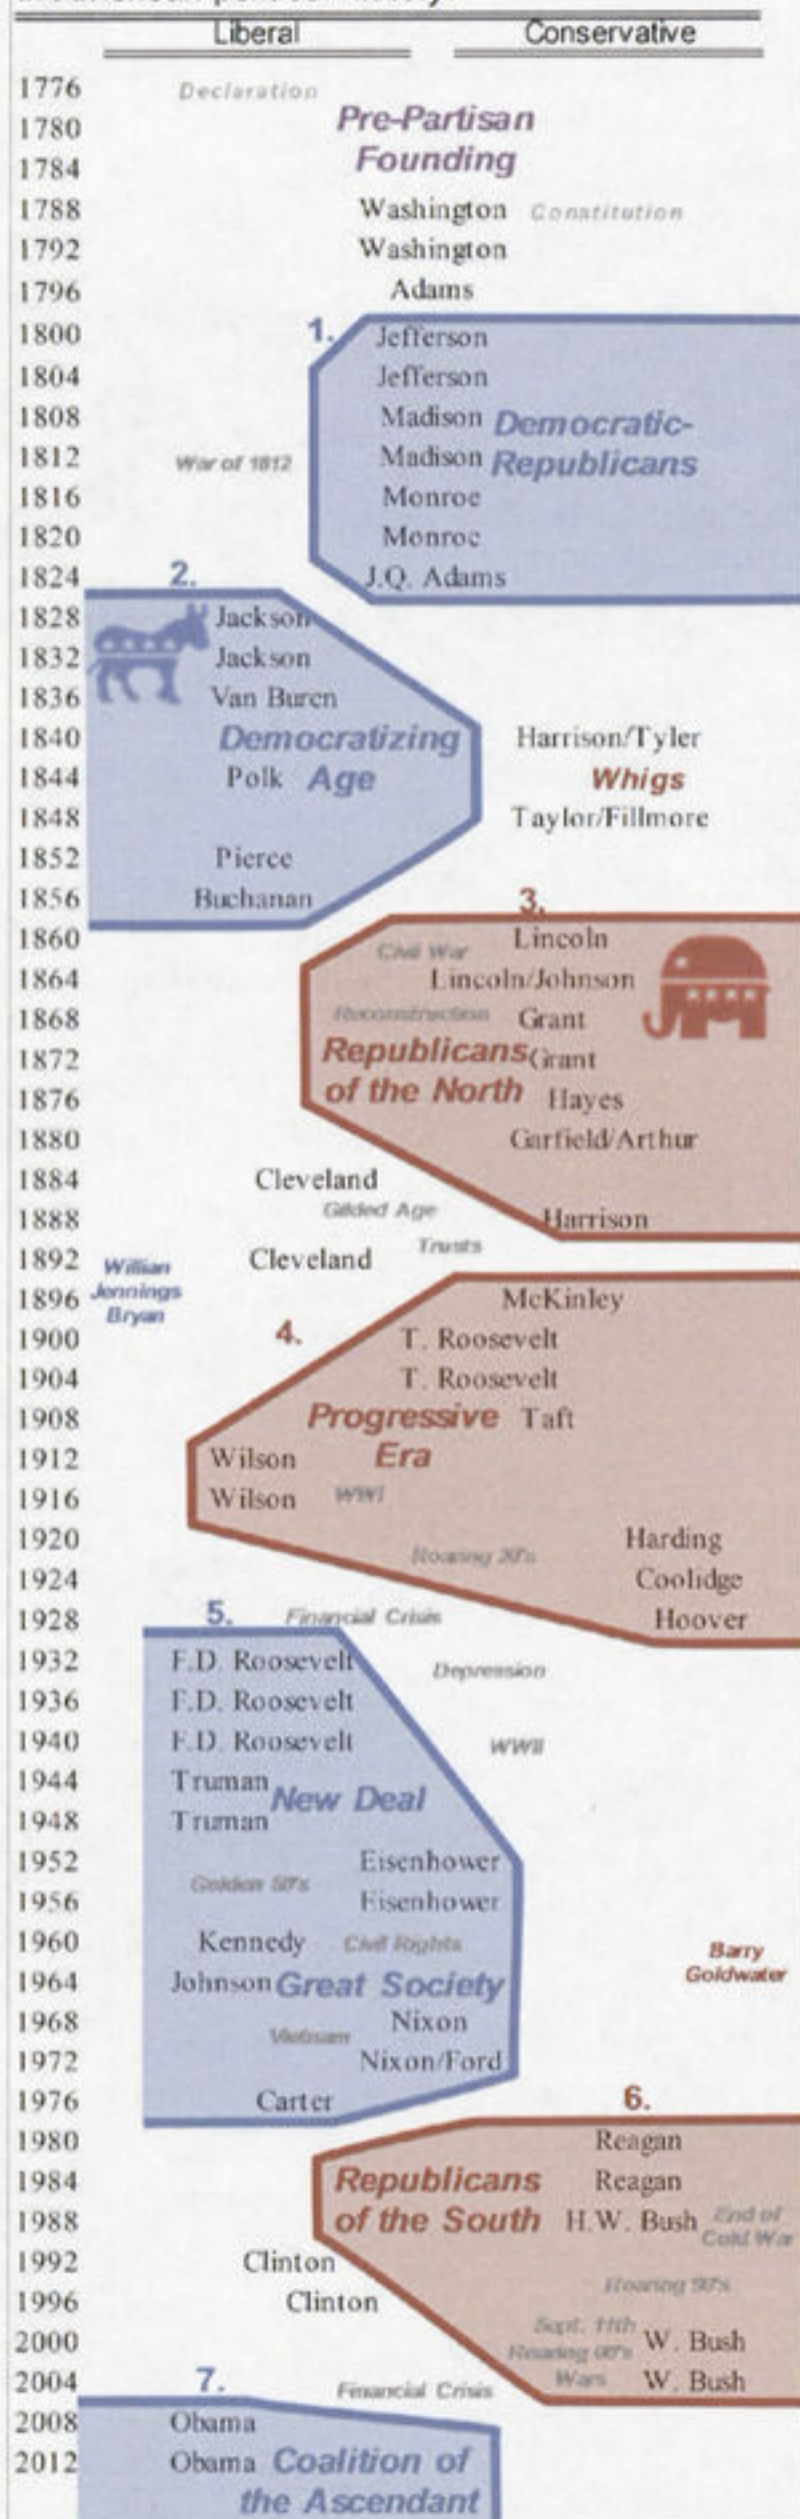 Liberal Conservative
1776 Declaration
Pre-Partisan
1780
Founding
1784
1788 Washington Constitution
1792 Washington
1796 Adams
1800 1. Jefferson
1804 Jefferson
1808 Madison Democratic-
1812 War of 1812 Madison Republicans
1816 Monroe
1820 Monroe
1824 2. J.Q. Adams
1828 Jackson
1832 Jackson
1836 Van Buren
1840 Democratizing Harrison/Tyler
1844 Polk Age Whigs
1848 Taylor/Fillmore
1852 Pierce
1856 Buchanan 3.
1860 Civil War Lincoln
1864 Lincoln/Johnson
1868 Reconstruction Grant
1872 Republicans Grant
1876 of the North Hayes
1880 Garfield/Arthur
1884 Cleveland
1888 Gilded Age Harrison
1892 Willian Cleveland Trusts
1896 Jennings McKinley
Bryan
1900 4. T. Roosevelt
1904 T. Roosevelt
1908 Progressive Taft
1912 Wilson Era
1916 Wilson WWI
1920 Harding
1924 Roaring 20's Coolidge
1928 5. Financial Crisis Hoover
1932 F.D. Roosevelt Depression
1936 F.D. Roosevelt
1940 F.D. Roosevelt WWII
1944 Truman New Deal
1948 Truman
1952 Eisenhower
1956 Golden 50's Eisenhower
1960 Kennedy Civil Rights Barry
1964 Johnson Great Society Goldwater
1968 Nixon
1972 Vietnam Nixon/Ford
1976 Carter 6.
1980 Reagan
1984 Republicans Reagan
1988 of the South H.W. Bush End of
Cold War
1992 Clinton
1996 Clinton Roaring 90's
2000 Sept. 11th W. Bush
Roaring 00's
2004 7. Financial Crisis Wars W. Bush
2008 Obama
2012 Obama Coalition of
the Ascendant